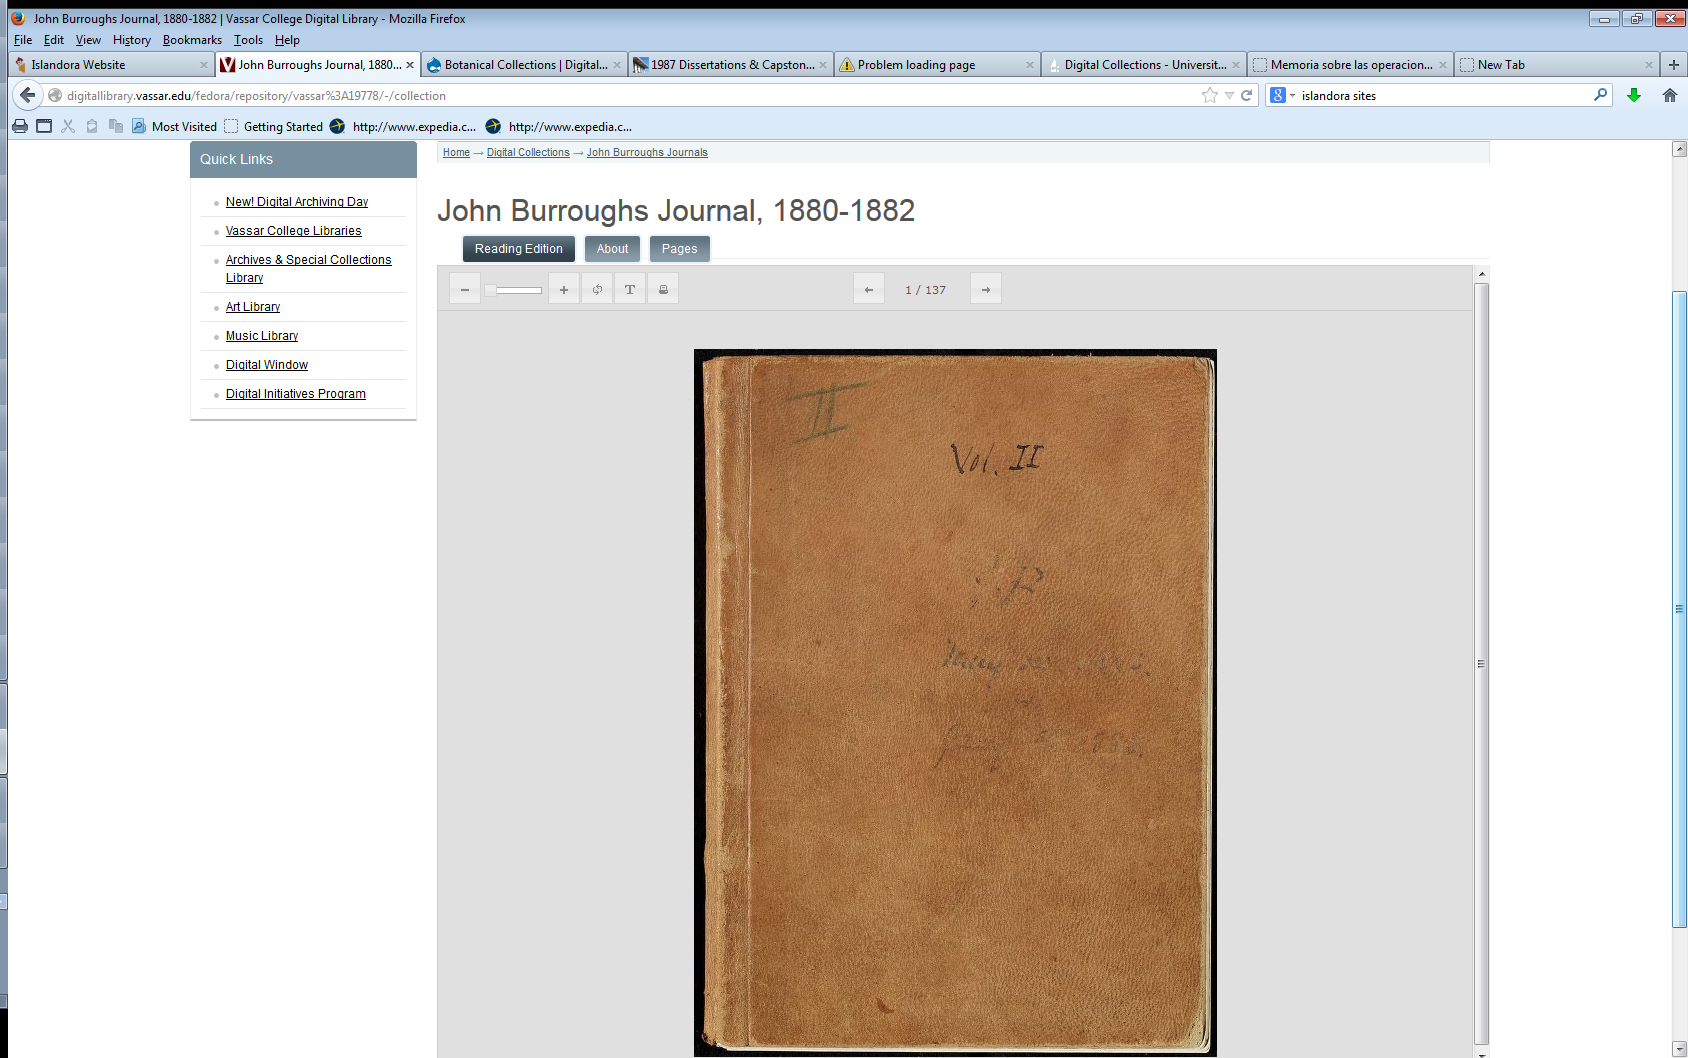 John Burroughs Journal, 1880-1882 | Vassar College Digital Library - Mozilla Firefox
File Edit View History Bookmarks Tools Help
Islandora Website
John Burroughs Journal, 1880...
Botanical Collections | Digital...
1987 Dissertations & Capston...
Problem loading page
Digital Collections - Universit...
Memoria sobre las operacion...
New Tab
digitallibrary.vassar.edu/fedora/repository/vassar%3A19778/-/collection
islandora sites
Most Visited Getting Started http://www.expedia.c... http://www.expedia.c...
Quick Links
New! Digital Archiving Day
Vassar College Libraries
Archives & Special Collections
Library
Art Library
Music Library
Digital Window
Digital Initiatives Program
Home → Digital Collections → John Burroughs Journals
John Burroughs Journal, 1880-1882
Reading Edition About Pages
1 / 137
II
Vol. II